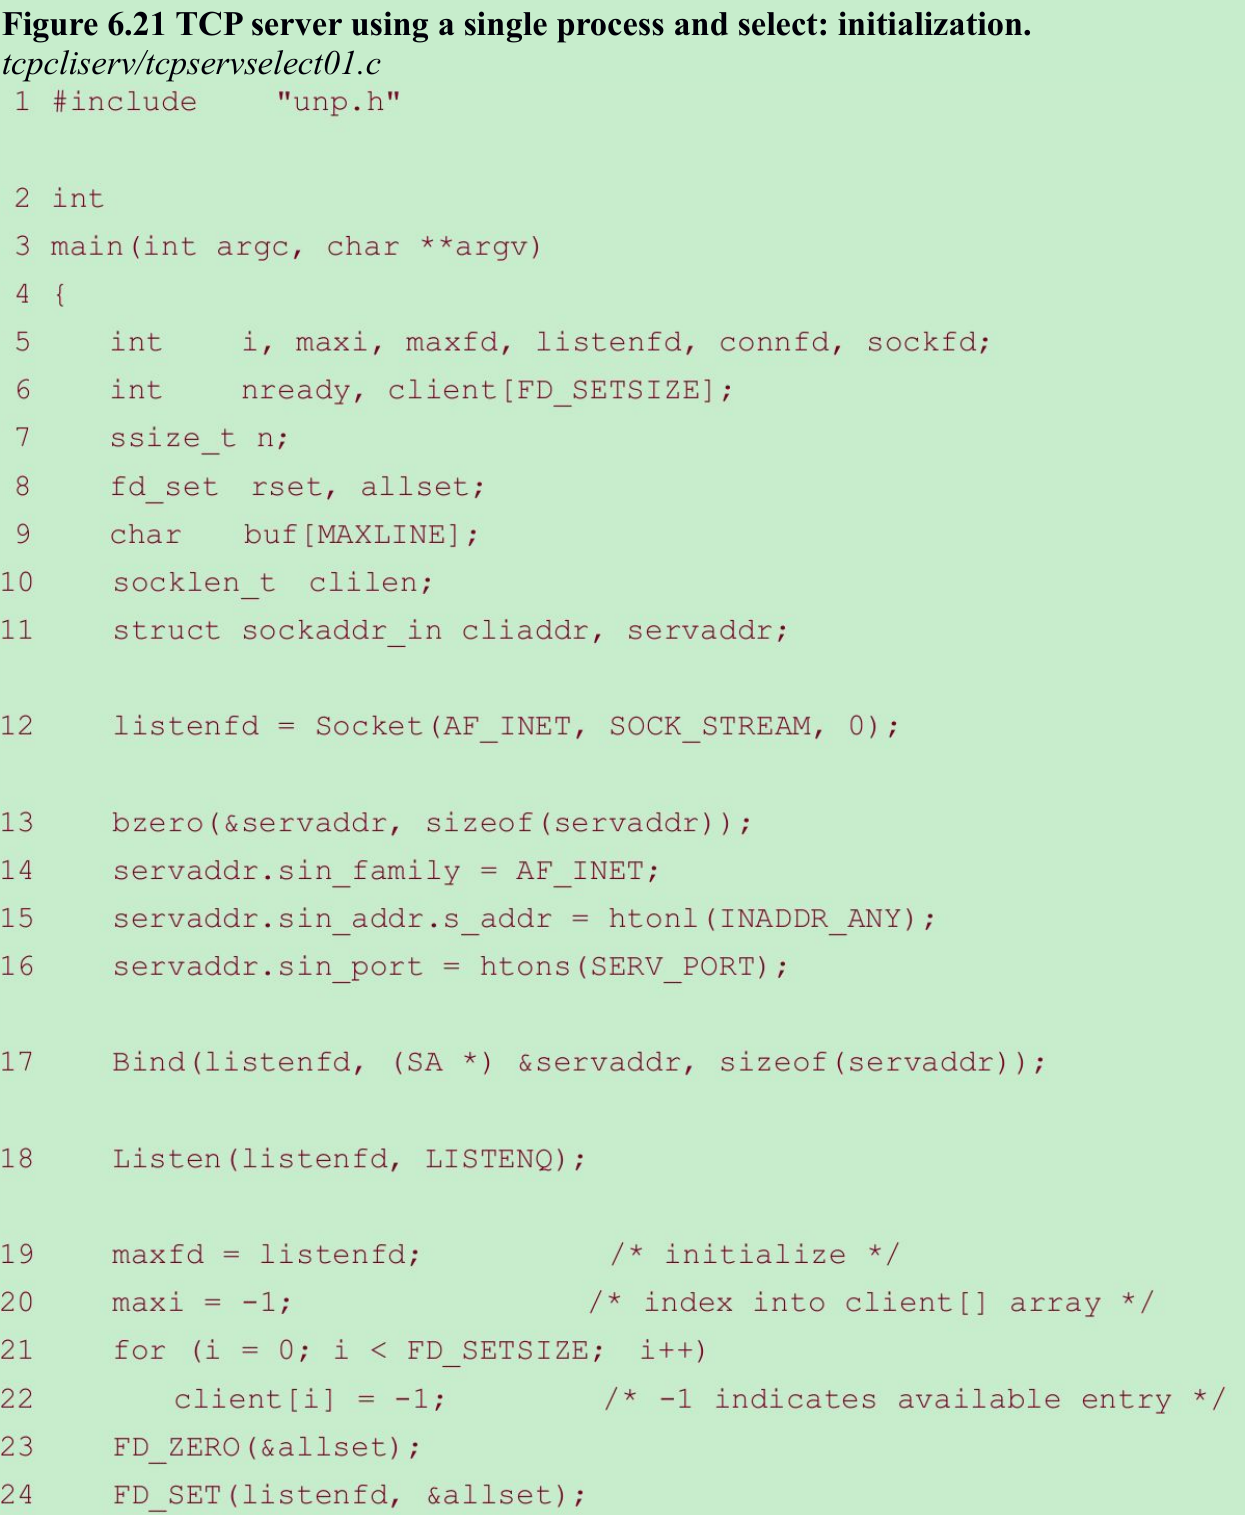 Figure 6.21 TCP server using a single process and select: initialization.
tcpcliserv/tcpservselect01.c
1 #include "unp.h"
2 int
3 main(int argc, char **argv)
4 {
5 int i, maxi, maxfd, listenfd, connfd, sockfd;
6 int nready, client[FD_SETSIZE];
7 ssize_t n;
8 fd_set rset, allset;
9 char buf[MAXLINE];
10 socklen_t clilen;
11 struct sockaddr_in cliaddr, servaddr;
12 listenfd = Socket(AF_INET, SOCK_STREAM, 0);
13 bzero(&servaddr, sizeof(servaddr));
14 servaddr.sin_family = AF_INET;
15 servaddr.sin_addr.s_addr = htonl(INADDR_ANY);
16 servaddr.sin_port = htons(SERV_PORT);
17 Bind(listenfd, (SA *) &servaddr, sizeof(servaddr));
18 Listen(listenfd, LISTENQ);
19 maxfd = listenfd; /* initialize */
20 maxi = -1; /* index into client[] array */
21 for (i = 0; i < FD_SETSIZE; i++)
22 client[i] = -1; /* -1 indicates available entry */
23 FD_ZERO(&allset);
24 FD_SET(listenfd, &allset);